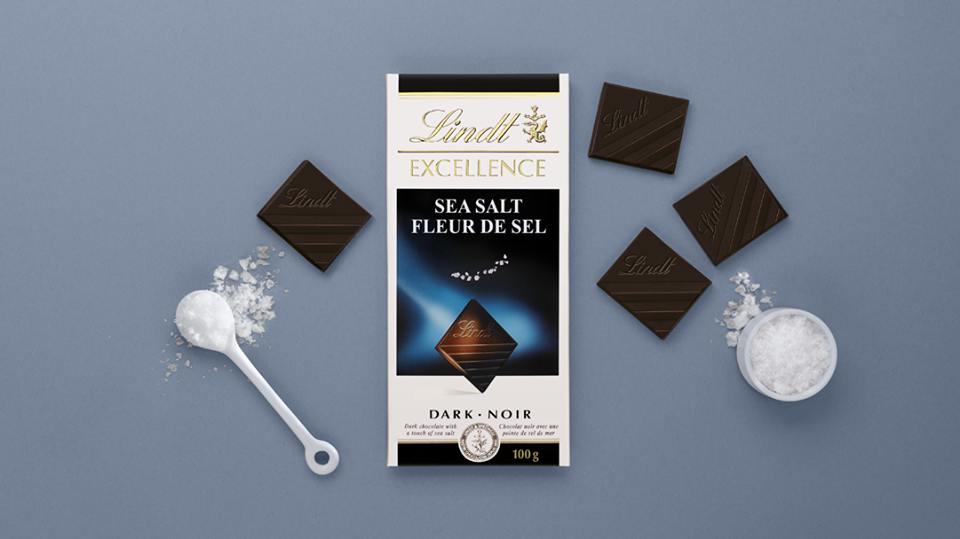 Lindt
EXCELLENCE
SEA SALT
FLEUR DE SEL
Lindt
DARK · NOIR
Dark chocolate with
a touch of sea salt
Chocolat noir avec une
pointe de sel de mer
100 g
Lindt
Lindt
Lindt
Lindt